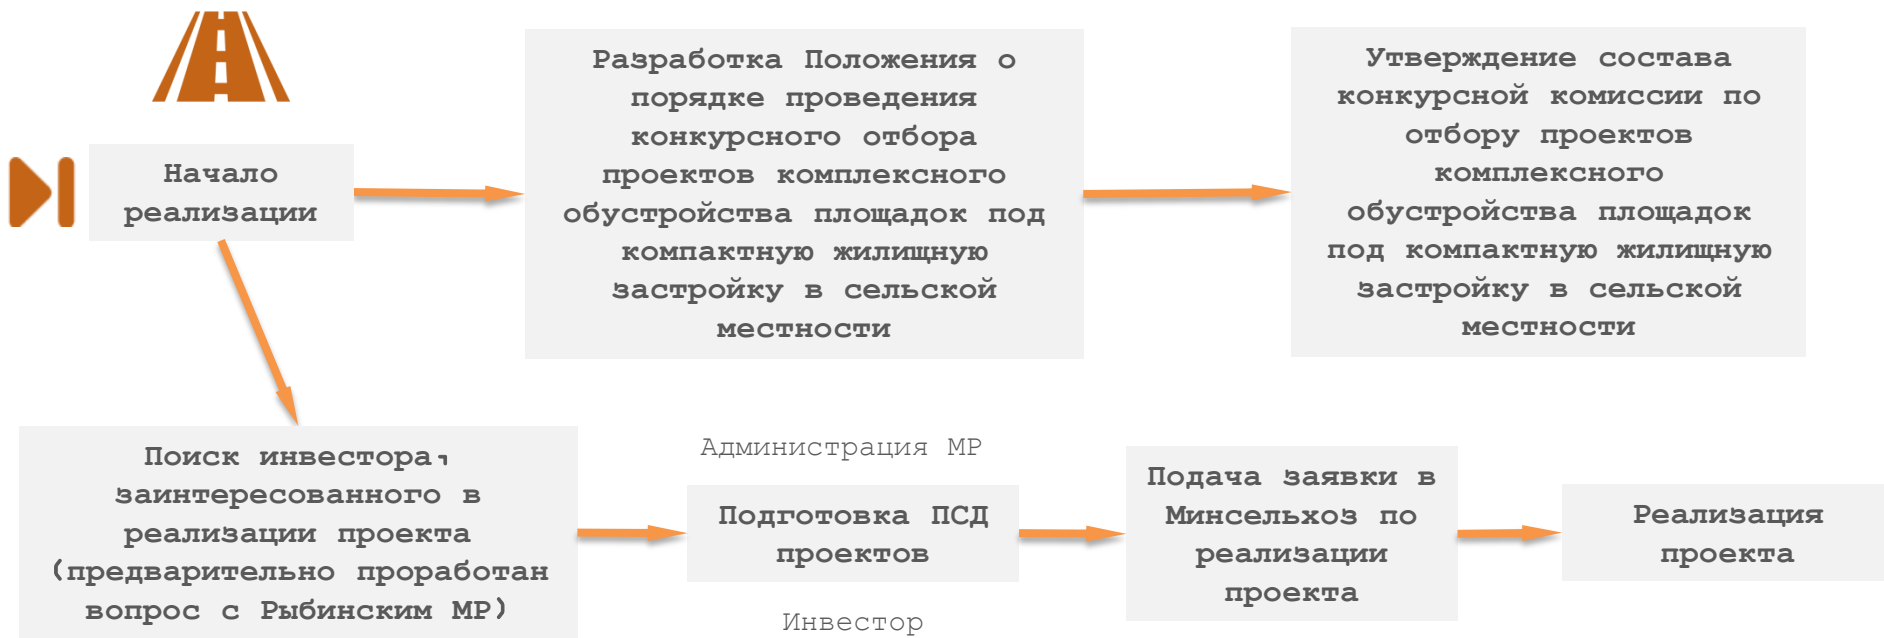 Начало
реализации
Разработка Положения о
порядке проведения
конкурсного отбора
проектов комплексного
обустройства площадок под
компактную жилищную
застройку в сельской
местности
Утверждение состава
конкурсной комиссии по
отбору проектов
комплексного
обустройства площадок
под компактную жилищную
застройку в сельской
местности
Поиск инвестора,
заинтересованного в
реализации проекта
(предварительно проработан
вопрос с Рыбинским МР)
Администрация МР
Подготовка ПСД
проектов
Инвестор
Подача заявки в
Минсельхоз по
реализации
проекта
Реализация
проекта